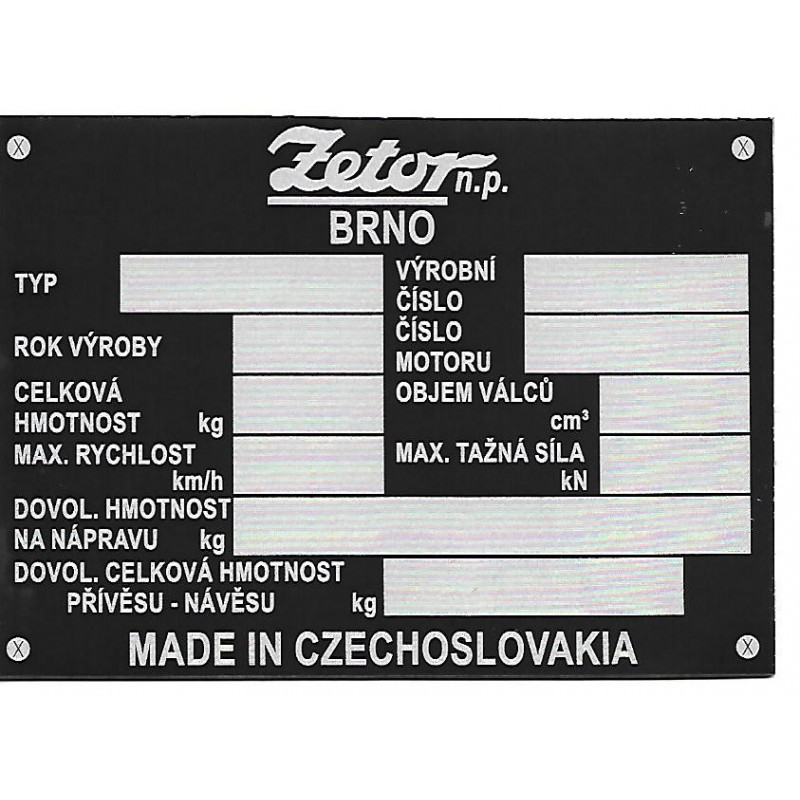 Zetor n.p.
BRNO
TYP
VÝROBNÍ
ČÍSLO
ROK VÝROBY
ČÍSLO
MOTORU
CELKOVÁ
HMOTNOST kg
OBJEM VÁLCŮ
cm³
MAX. RYCHLOST
km/h
MAX. TAŽNÁ SÍLA
kN
DOVOL. HMOTNOST
NA NÁPRAVU kg
DOVOL. CELKOVÁ HMOTNOST
PŘÍVĚSU - NÁVĚSU kg
MADE IN CZECHOSLOVAKIA